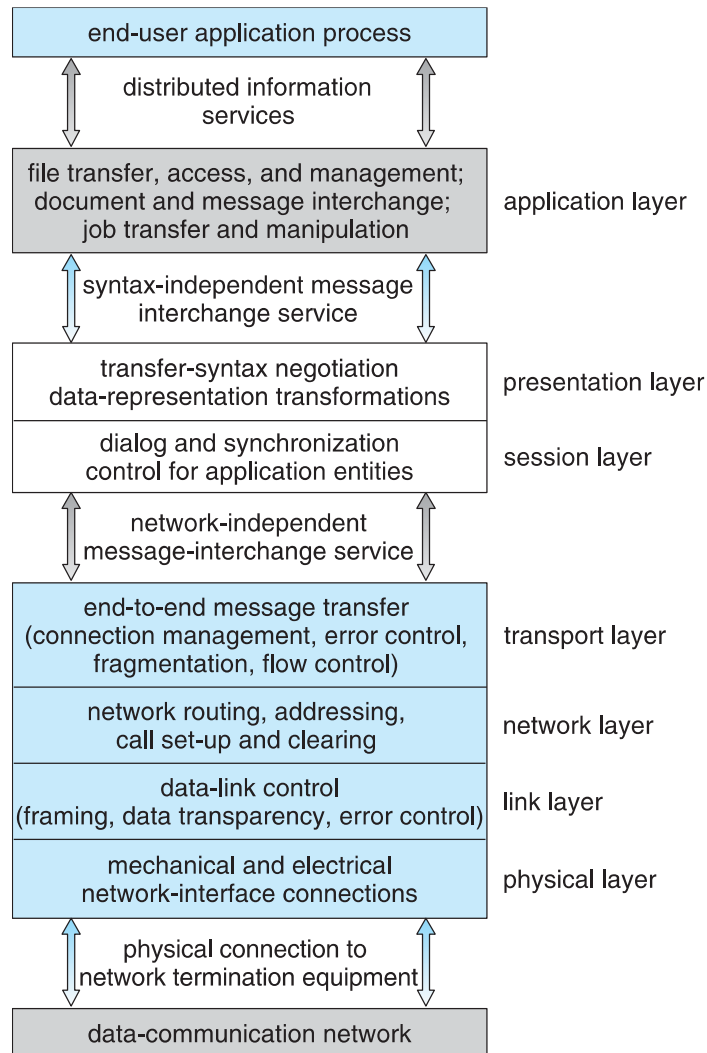 end-user application process
distributed information
services
file transfer, access, and management;
document and message interchange;
job transfer and manipulation
application layer
syntax-independent message
interchange service
transfer-syntax negotiation
data-representation transformations
presentation layer
dialog and synchronization
control for application entities
session layer
network-independent
message-interchange service
end-to-end message transfer
(connection management, error control,
fragmentation, flow control)
transport layer
network routing, addressing,
call set-up and clearing
network layer
data-link control
(framing, data transparency, error control)
link layer
mechanical and electrical
network-interface connections
physical layer
physical connection to
network termination equipment
data-communication network